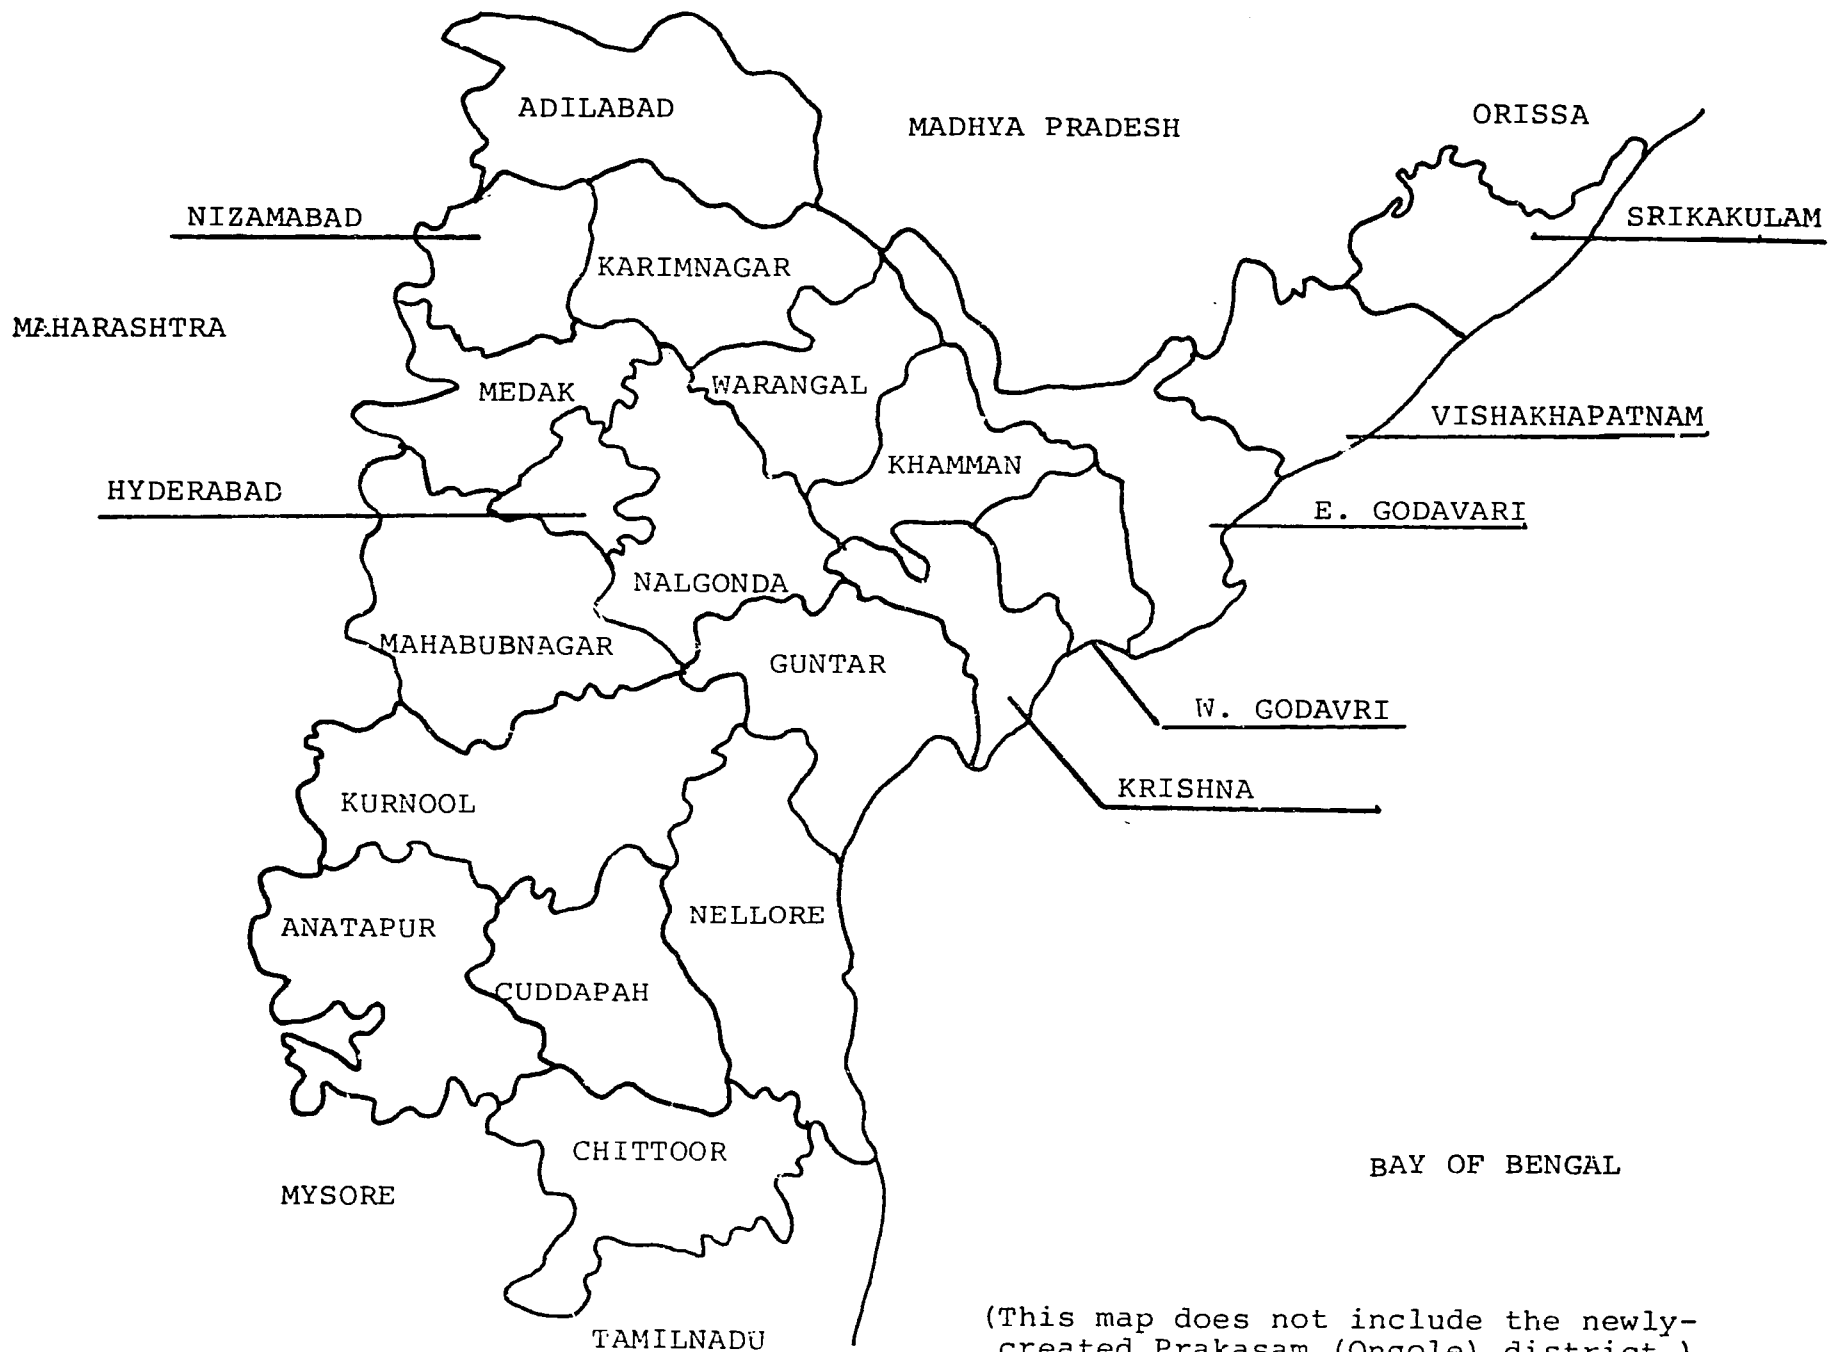 ADILABAD
MADHYA PRADESH
ORISSA
NIZAMABAD
SRIKAKULAM
KARIMNAGAR
MAHARASHTRA
MEDAK
WARANGAL
VISHAKHAPATNAM
KHAMMAN
HYDERABAD
E. GODAVARI
NALGONDA
MAHABUBNAGAR
GUNTAR
W. GODAVRI
KRISHNA
KURNOOL
NELLORE
ANATAPUR
CUDDAPAH
CHITTOOR
BAY OF BENGAL
MYSORE
(This map does not include the newly-
created Prakasam (Ongole) district.)
TAMILNADU